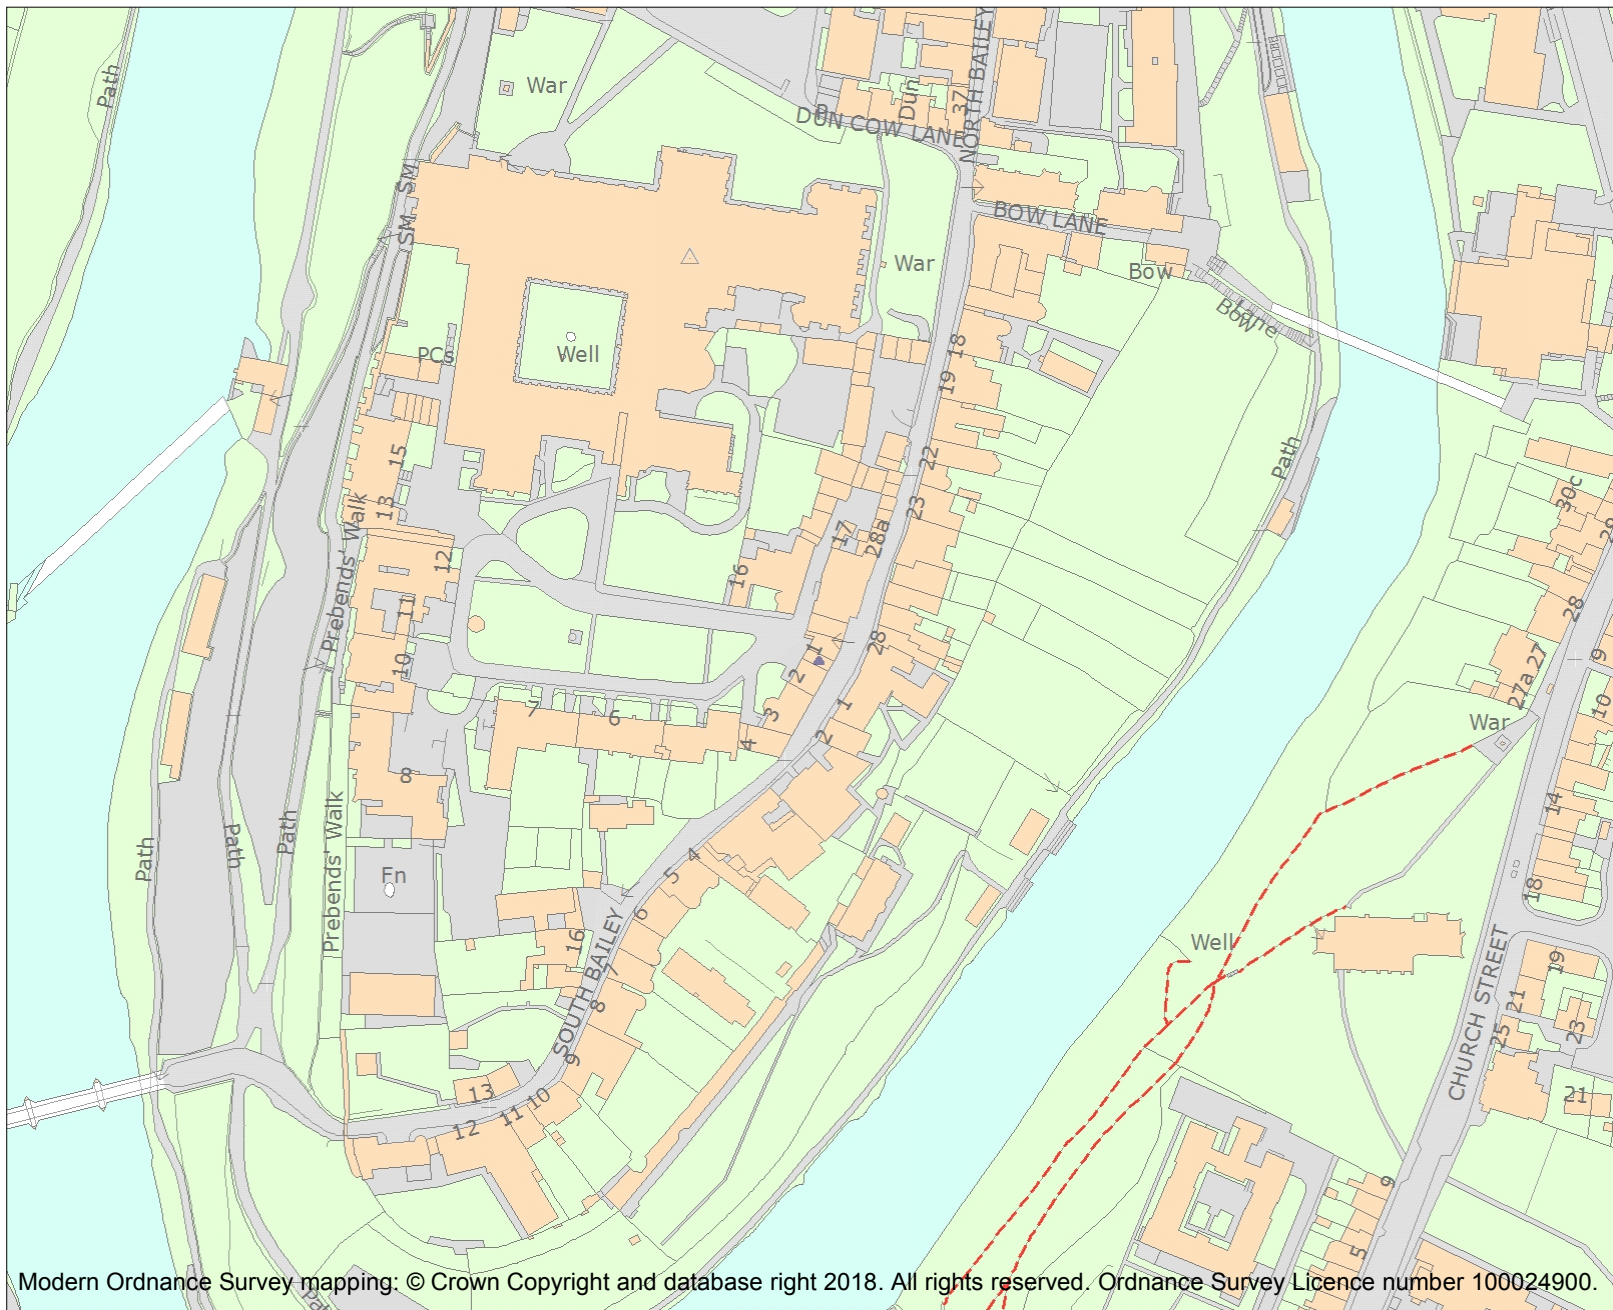 Path
War
DUN COW LANE
Dun
37
NORTH BAILEY
SM
SM
BOW LANE
War
Bow
Bow
Lane
PCs
Well
18
19
22
23
Path
15
13
Prebends' Walk
12
11
10
17
28a
16
28
30c
29
28
27
27a
9
10
1
2
3
4
7
6
1
2
8
War
14
18
Path
Path
Path
Prebends' Walk
Fn
4
5
6
7
8
9
16
SOUTH BAILEY
Well
CHURCH STREET
19
21
23
25
21
13
12
11
10
9
5
Modern Ordnance Survey mapping: © Crown Copyright and database right 2018. All rights reserved. Ordnance Survey Licence number 100024900.